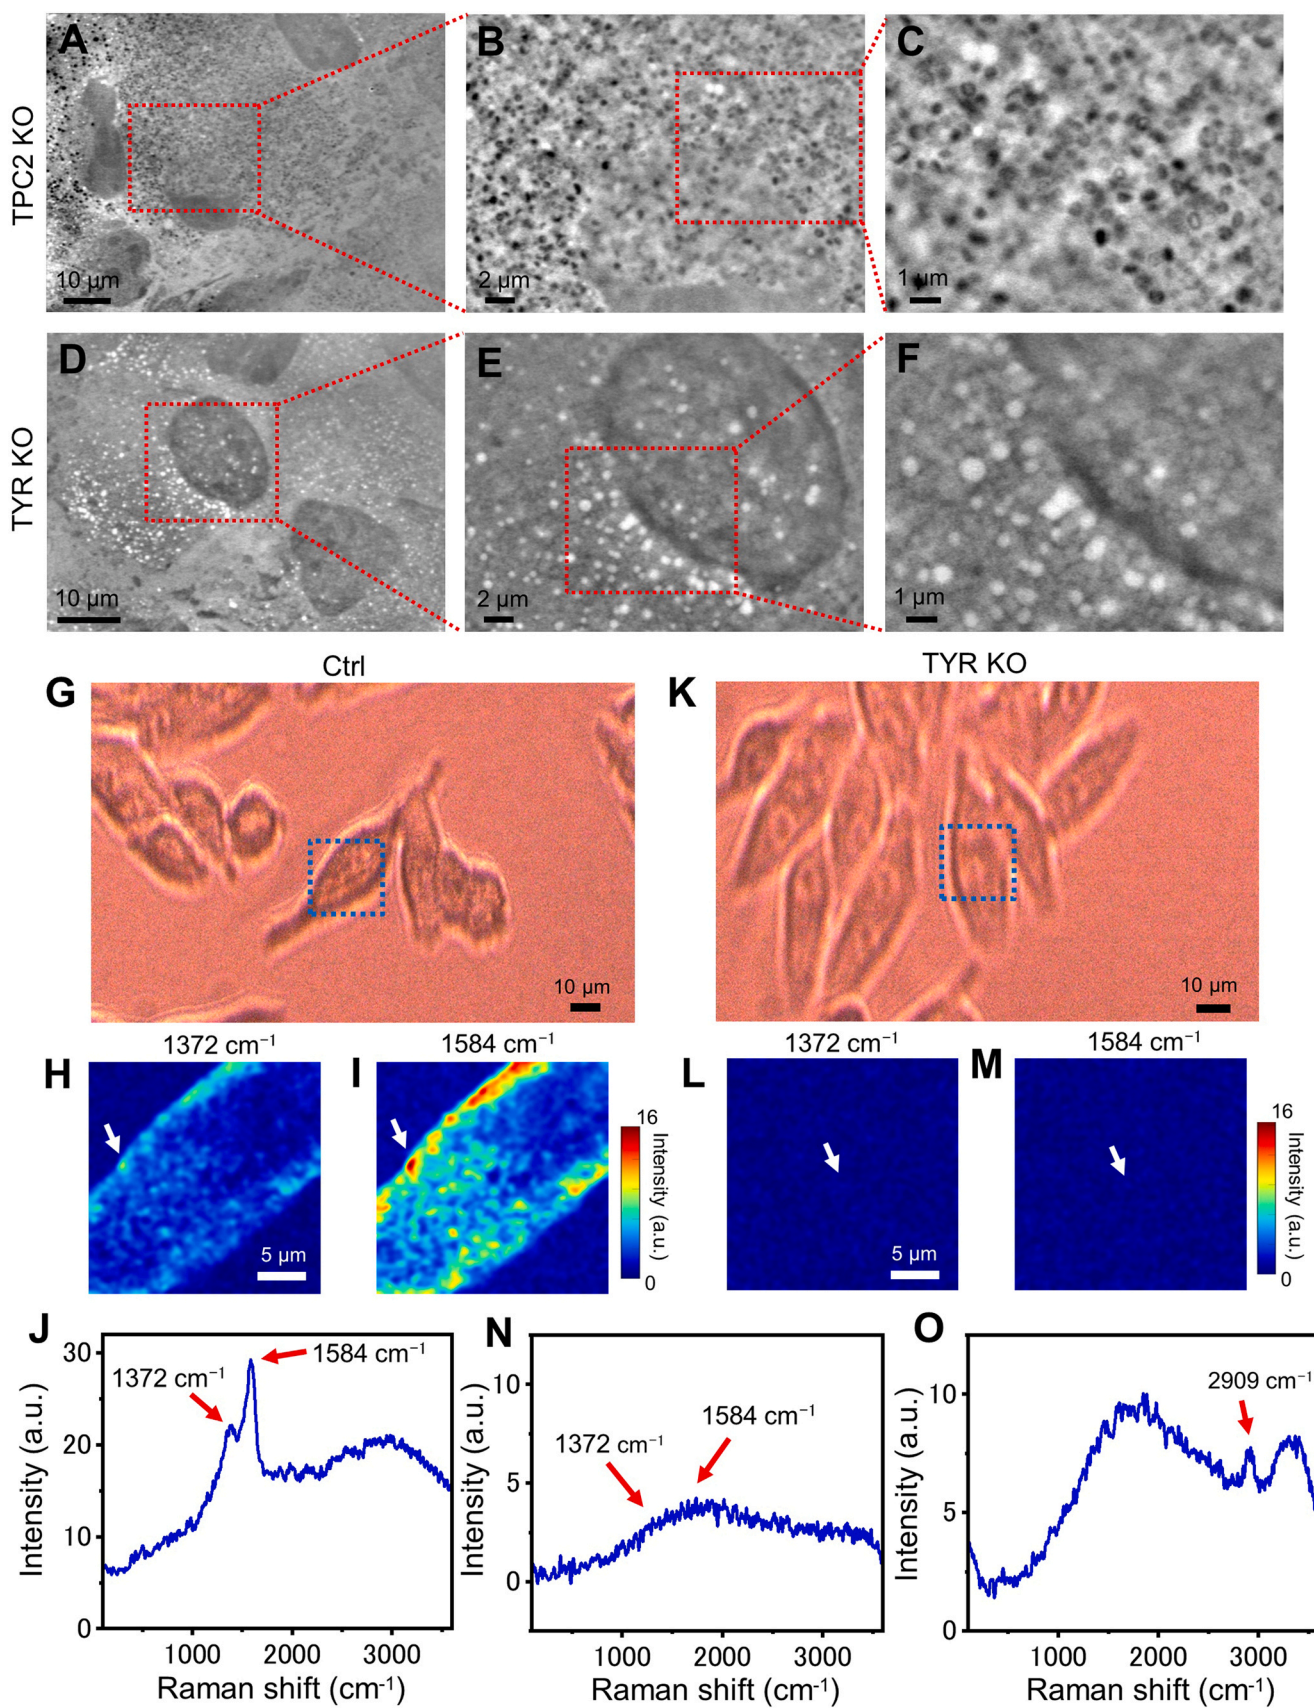 A
B
C
TPC2 KO
10 µm
2 µm
1 µm
D
E
F
TYR KO
10 µm
2 µm
1 µm
Ctrl
TYR KO
G
K
10 µm
10 µm
1372 cm⁻¹
1584 cm⁻¹
1372 cm⁻¹
1584 cm⁻¹
H
I
L
M
16
Intensity (a.u.)
0
16
Intensity (a.u.)
0
5 µm
5 µm
J
30
20
10
0
Intensity (a.u.)
1372 cm⁻¹
1584 cm⁻¹
1000
2000
3000
Raman shift (cm⁻¹)
N
10
5
0
Intensity (a.u.)
1372 cm⁻¹
1584 cm⁻¹
1000
2000
3000
Raman shift (cm⁻¹)
O
10
5
0
Intensity (a.u.)
2909 cm⁻¹
1000
2000
3000
Raman shift (cm⁻¹)